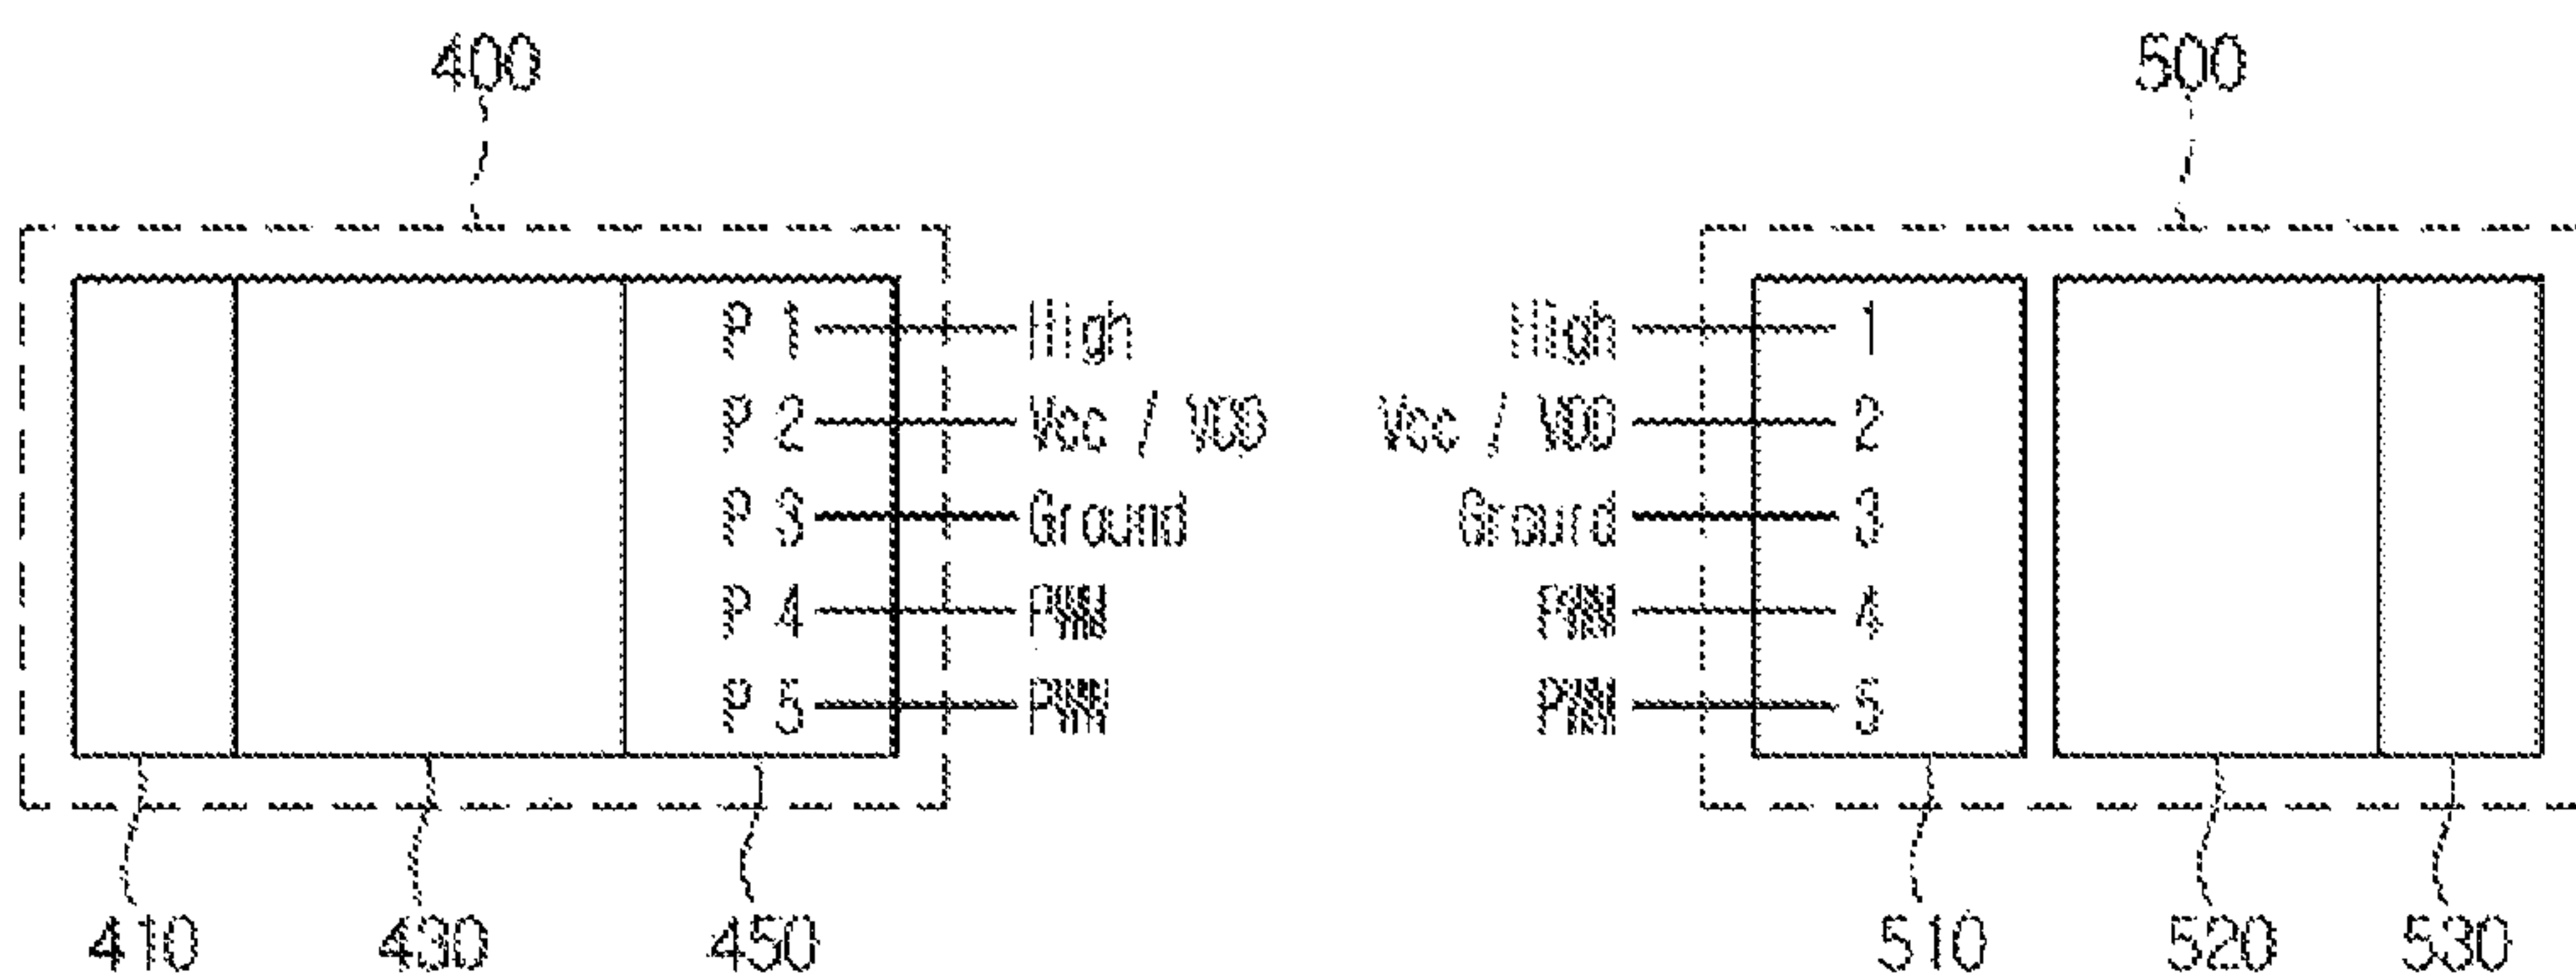 400 500
P 1 High High 1
P 2 Vcc / VDD Vcc / VDD 2
P 3 Ground Ground 3
P 4 PWM PWM 4
P 5 PWM PWM 5
410 430 450 510 520 530